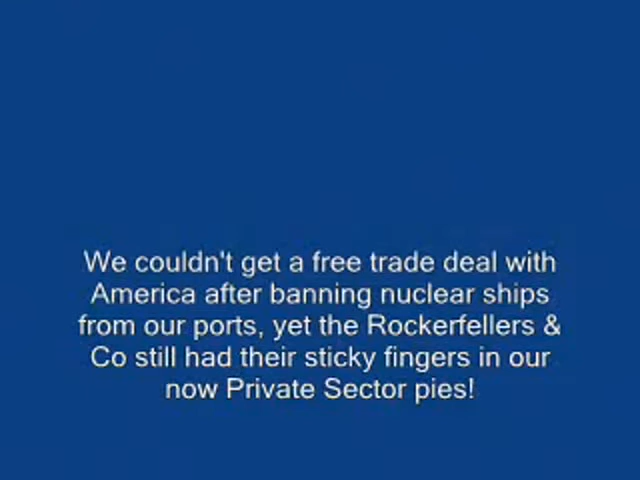 We couldn't get a free trade deal with
America after banning nuclear ships
from our ports, yet the Rockerfellers &
Co still had their sticky fingers in our
now Private Sector pies!